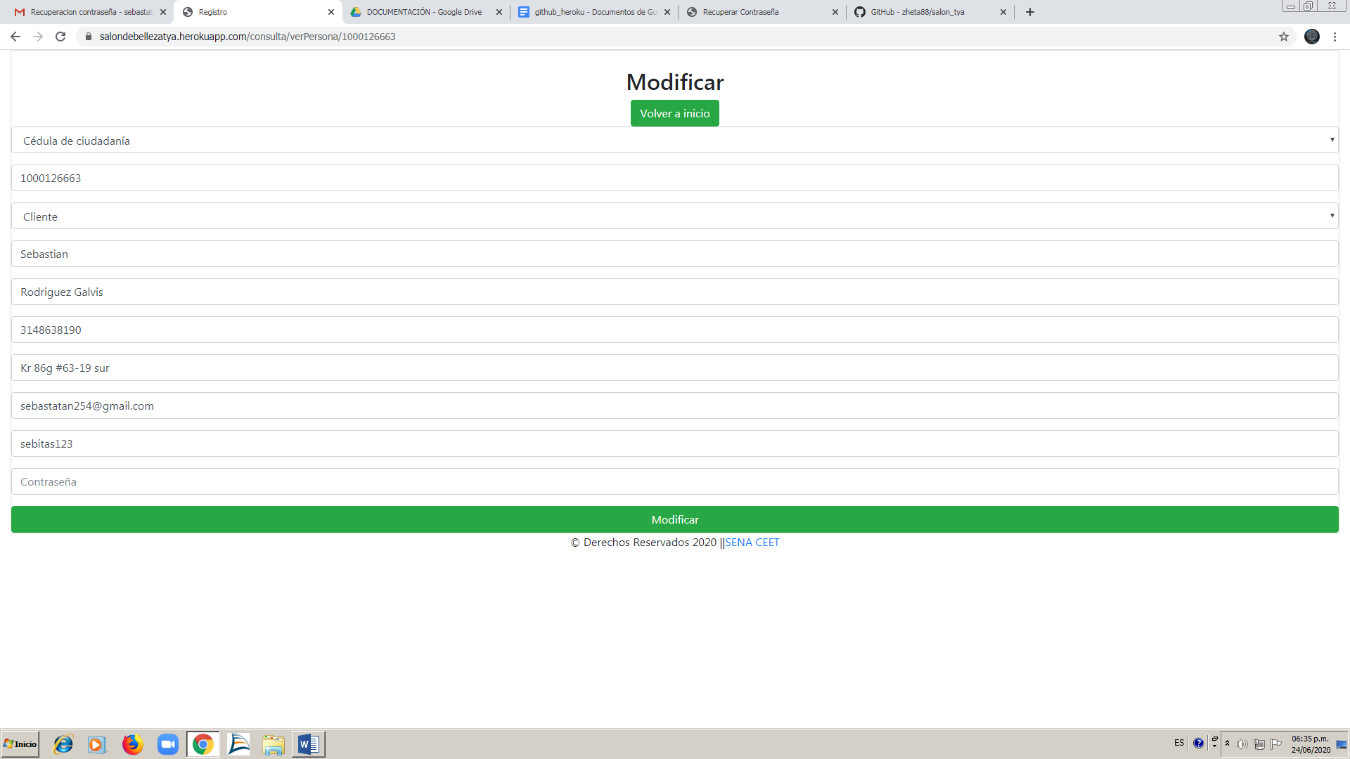 Recuperacion contraseña - sebasta
Registro
DOCUMENTACIÓN - Google Drive
github_heroku - Documentos de Go
Recuperar Contraseña
GitHub - zheta88/salon_tya
salondebellezatya.herokuapp.com/consulta/verPersona/1000126663
Modificar
Volver a inicio
Cédula de ciudadanía
1000126663
Cliente
Sebastian
Rodriguez Galvis
3148638190
Kr 86g #63-19 sur
sebastatan254@gmail.com
sebitas123
Contraseña
Modificar
© Derechos Reservados 2020 ||SENA CEET
Inicio
ES
06:35 p.m.
24/06/2020